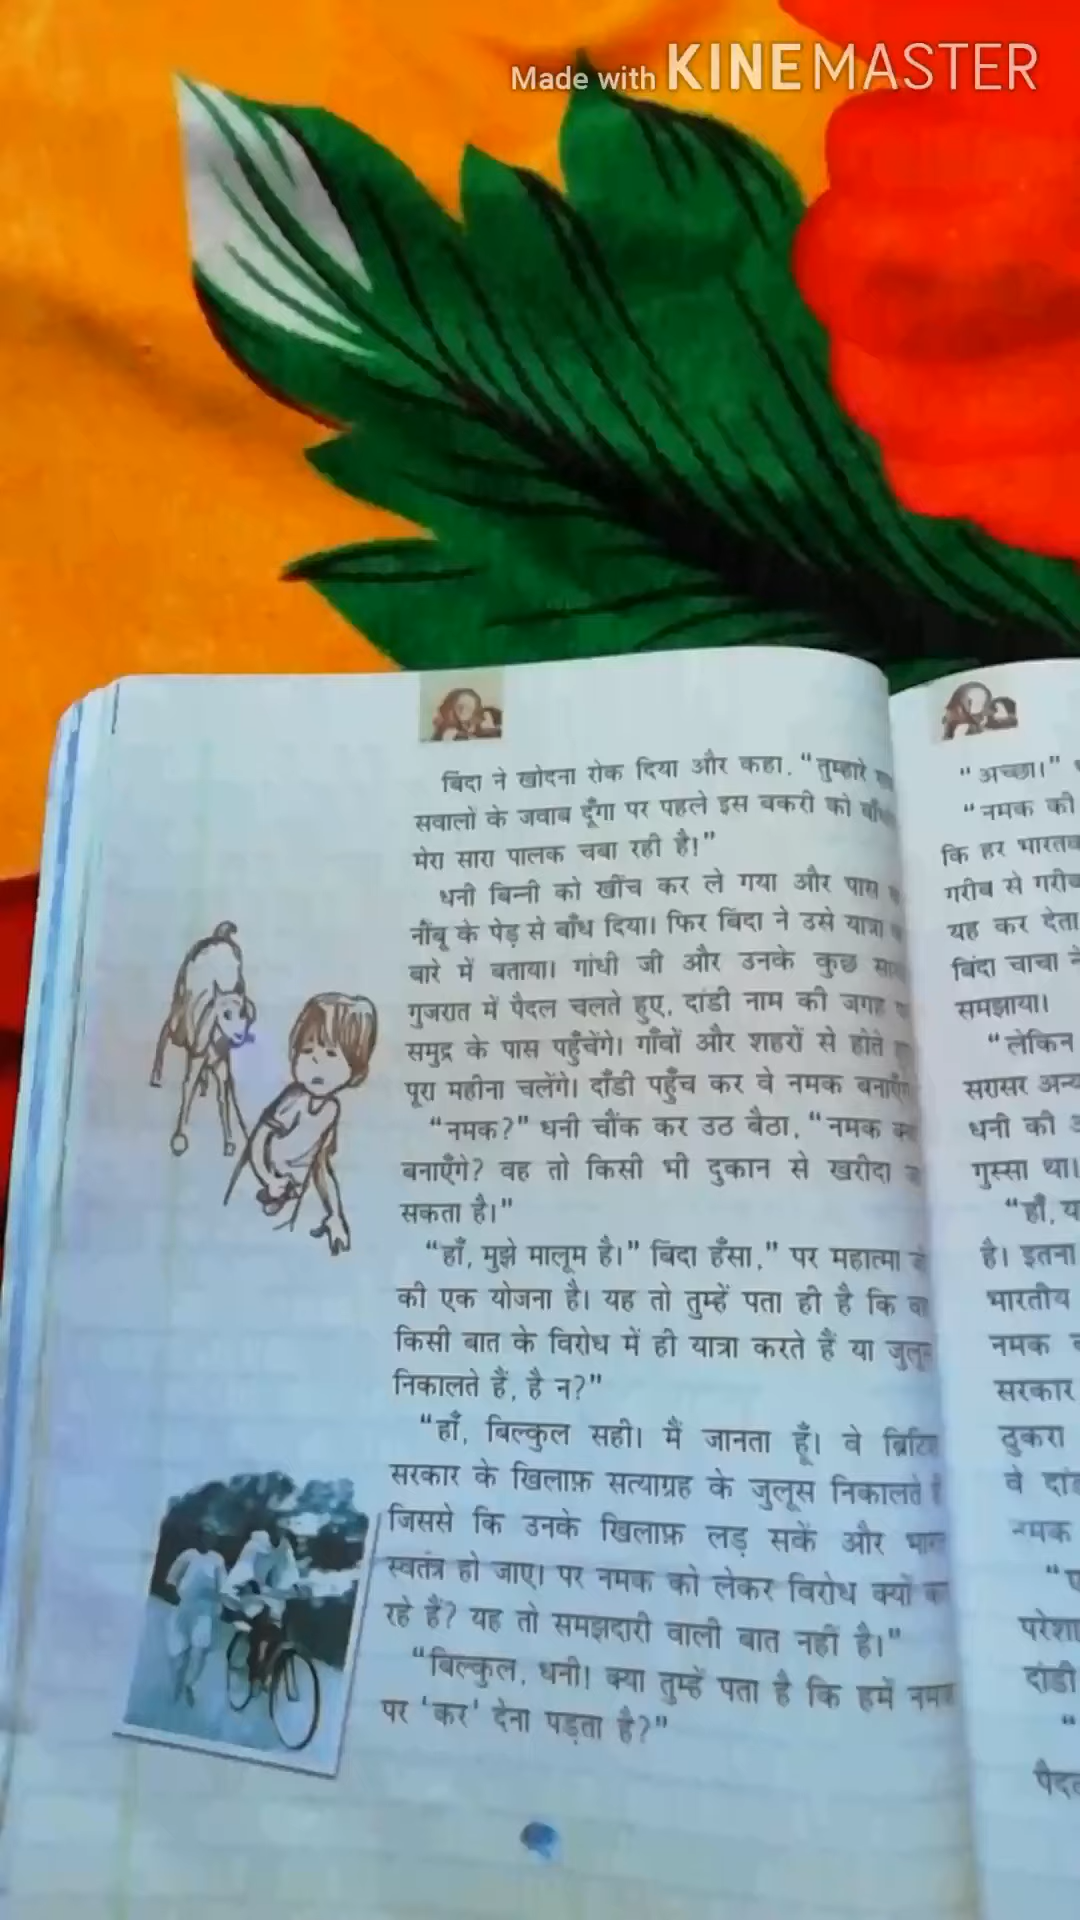 Made with KINEMASTER
बिंदा ने खोदना रोक दिया और कहा, "तुम्हारे
सवालों के जवाब दूँगा पर पहले इस बकरी को
मेरा सारा पालक चबा रही है।"
धनी बिन्नी को खींच कर ले गया और पास
नींबू के पेड़ से बाँध दिया। फिर बिंदा ने उसे यात्रा
बारे में बताया। गांधी जी और उनके कुछ
गुजरात में पैदल चलते हुए, दांडी नाम की जगह
समुद्र के पास पहुँचेंगे। गाँवों और शहरों से होते
पूरा महीना चलेंगे। दाँडी पहुँच कर वे नमक
"नमक?" धनी चौंक कर उठ बैठा, "नमक
बनाएँगे? वह तो किसी भी दुकान से खरीदा
सकता है।"
"हाँ, मुझे मालूम है।" बिंदा हँसा," पर महात्मा
की एक योजना है। यह तो तुम्हें पता ही है कि
किसी बात के विरोध में ही यात्रा करते हैं या
निकालते हैं, है न?"
"हाँ, बिल्कुल सही। मैं जानता हूँ। वे
सरकार के खिलाफ़ सत्याग्रह के जुलूस निकालते
जिससे कि उनके खिलाफ़ लड़ सकें और
स्वतंत्र हो जाए। पर नमक को लेकर विरोध क्यों
रहे हैं? यह तो समझदारी वाली बात नहीं है।"
"बिल्कुल, धनी। क्या तुम्हें पता है कि हमें
पर 'कर' देना पड़ता है?"
"अच्छा।"
"नमक की
कि हर
गरीब से
यह कर देता
बिंदा चाचा
समझाया।
"लेकिन
सरासर
धनी की
गुस्सा था।
"हाँ,
है। इतना
भारतीय
नमक
सरकार
ठुकरा
वे
नमक
दांडी